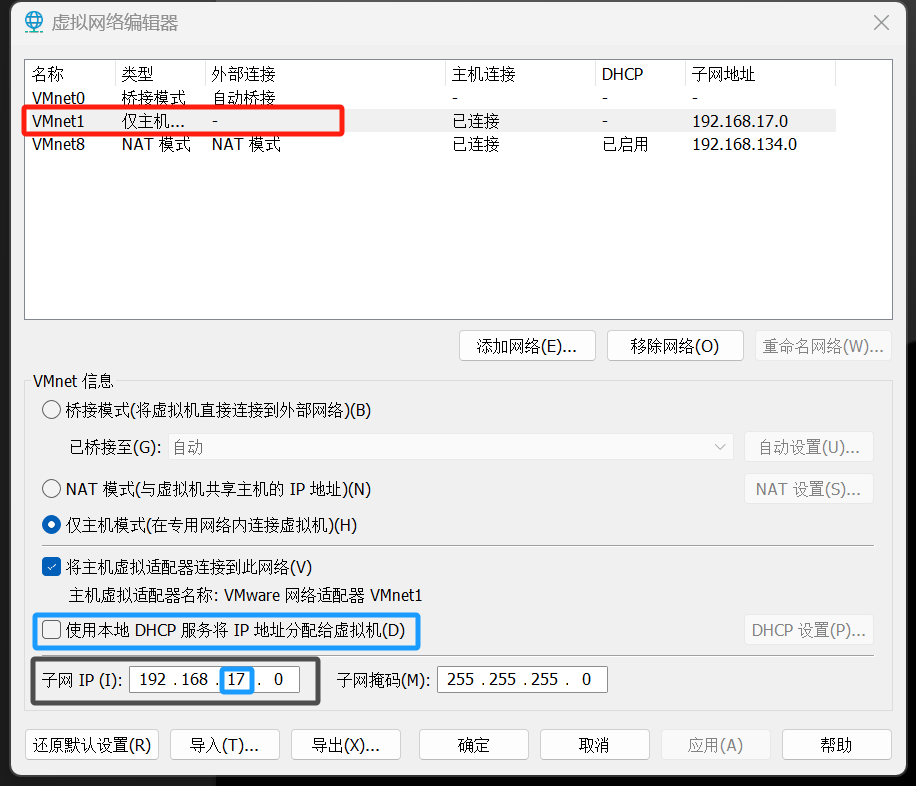 虚拟网络编辑器
名称 类型 外部连接 主机连接 DHCP 子网地址
VMnet0 桥接模式 自动桥接 - - -
VMnet1 仅主机... - 已连接 - 192.168.17.0
VMnet8 NAT 模式 NAT 模式 已连接 已启用 192.168.134.0
添加网络(E)... 移除网络(O) 重命名网络(W)...
VMnet 信息
桥接模式(将虚拟机直接连接到外部网络)(B)
已桥接至(G): 自动 自动设置(U)...
NAT 模式(与虚拟机共享主机的 IP 地址)(N) NAT 设置(S)...
仅主机模式(在专用网络内连接虚拟机)(H)
将主机虚拟适配器连接到此网络(V)
主机虚拟适配器名称: VMware 网络适配器 VMnet1
使用本地 DHCP 服务将 IP 地址分配给虚拟机(D) DHCP 设置(P)...
子网 IP (I): 192 . 168 . 17 . 0 子网掩码(M): 255 . 255 . 255 . 0
还原默认设置(R) 导入(T)... 导出(X)... 确定 取消 应用(A) 帮助